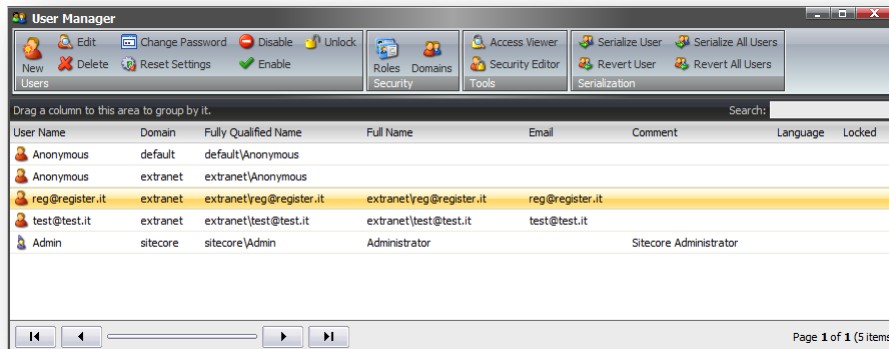 User Manager
New
Edit
Delete
Change Password
Reset Settings
Disable
Enable
Unlock
Users
Roles
Domains
Security
Access Viewer
Security Editor
Tools
Serialize User
Revert User
Serialize All Users
Revert All Users
Serialization
Drag a column to this area to group by it.
Search:
User Name Domain Fully Qualified Name Full Name Email Comment Language Locked
Anonymous default default\Anonymous
Anonymous extranet extranet\Anonymous
reg@register.it extranet extranet\reg@register.it extranet\reg@register.it reg@register.it
test@test.it extranet extranet\test@test.it extranet\test@test.it test@test.it
Admin sitecore sitecore\Admin Administrator Sitecore Administrator
Page 1 of 1 (5 items